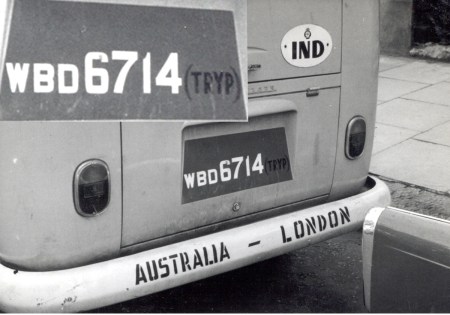 WBD6714(TRYP)
IND
WBD6714(TRYP)
AUSTRALIA - LONDON